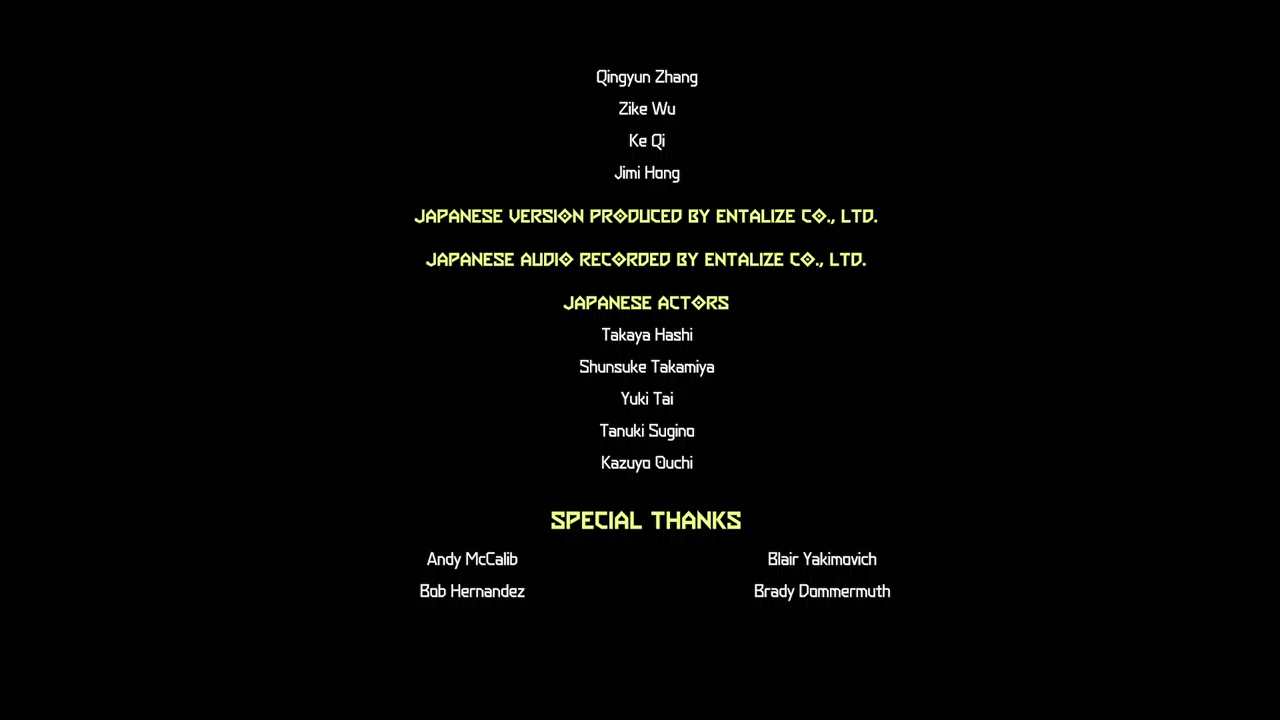 Qingyun Zhang
Zike Wu
Ke Qi
Jimi Hong
JAPANESE VERSION PRODUCED BY ENTALIZE CO., LTD.
JAPANESE AUDIO RECORDED BY ENTALIZE CO., LTD.
JAPANESE ACTORS
Takaya Hashi
Shunsuke Takamiya
Yuki Tai
Tanuki Sugino
Kazuyo Ouchi
SPECIAL THANKS
Andy McCalib Blair Yakimovich
Bob Hernandez Brady Dommermuth